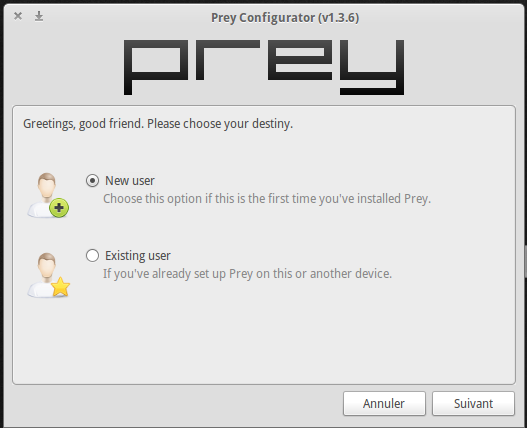 Prey Configurator (v1.3.6)
prey
Greetings, good friend. Please choose your destiny.
New user
Choose this option if this is the first time you've installed Prey.
Existing user
If you've already set up Prey on this or another device.
Annuler
Suivant